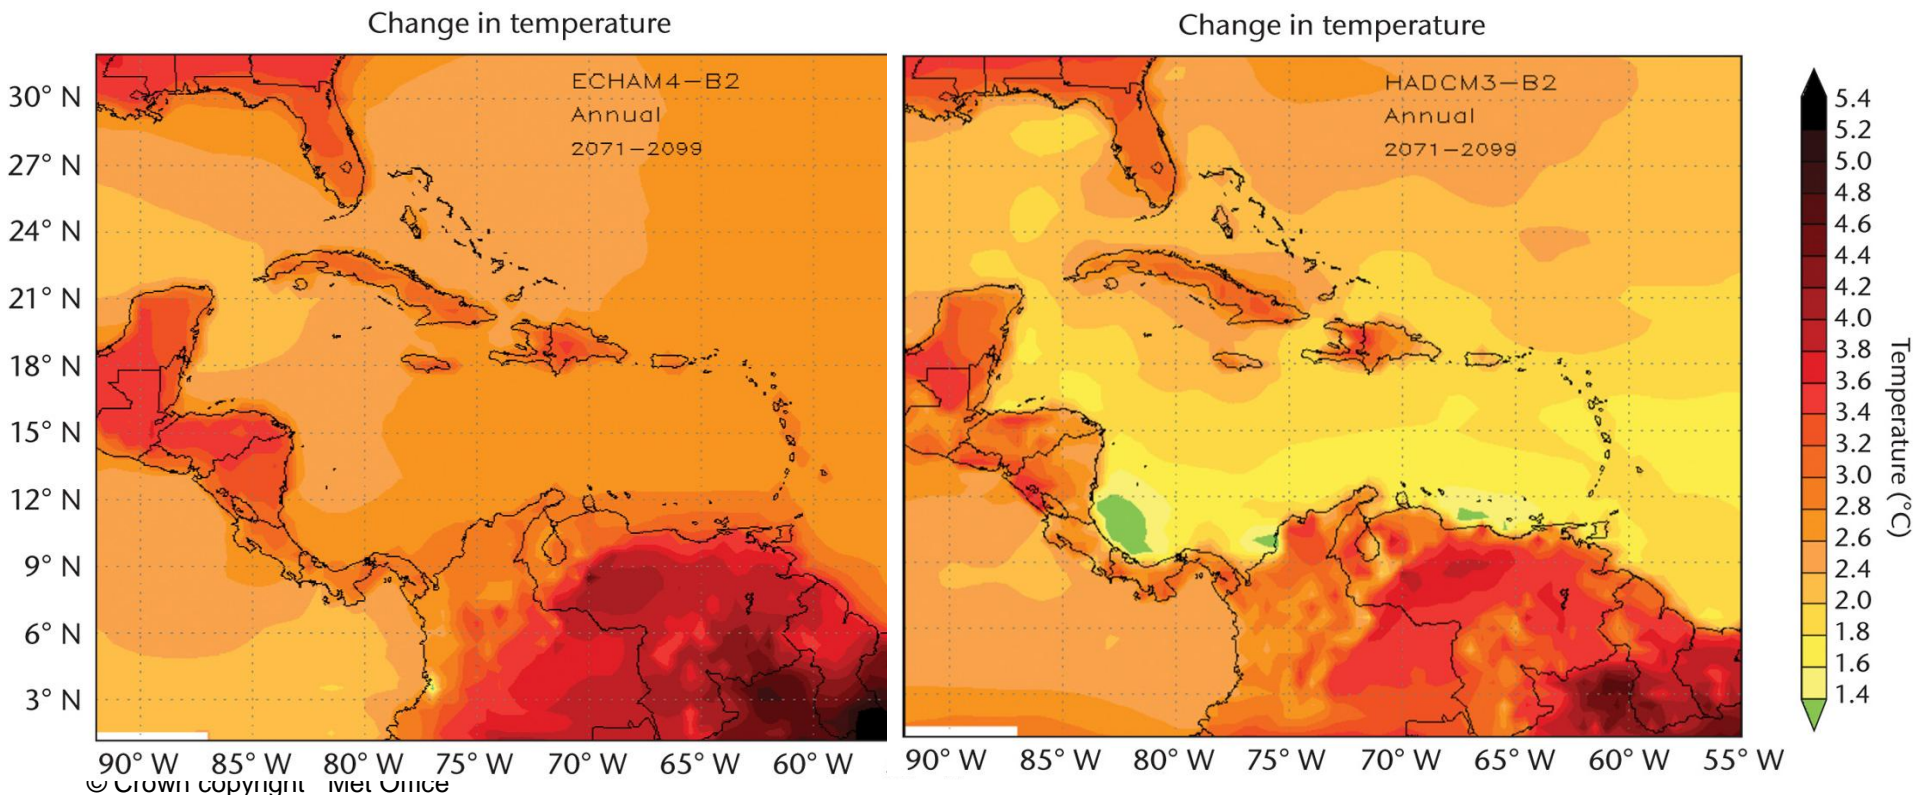 Change in temperature
ECHAM4-B2
Annual
2071-2099
30° N
27° N
24° N
21° N
18° N
15° N
12° N
9° N
6° N
3° N
90° W 85° W 80° W 75° W 70° W 65° W 60° W
Change in temperature
HADCM3-B2
Annual
2071-2099
90° W 85° W 80° W 75° W 70° W 65° W 60° W 55° W
5.4
5.2
5.0
4.8
4.6
4.4
4.2
4.0
3.8
3.6
3.4
3.2
3.0
2.8
2.6
2.4
2.0
1.8
1.6
1.4
Temperature (°C)
© Crown copyright Met Office